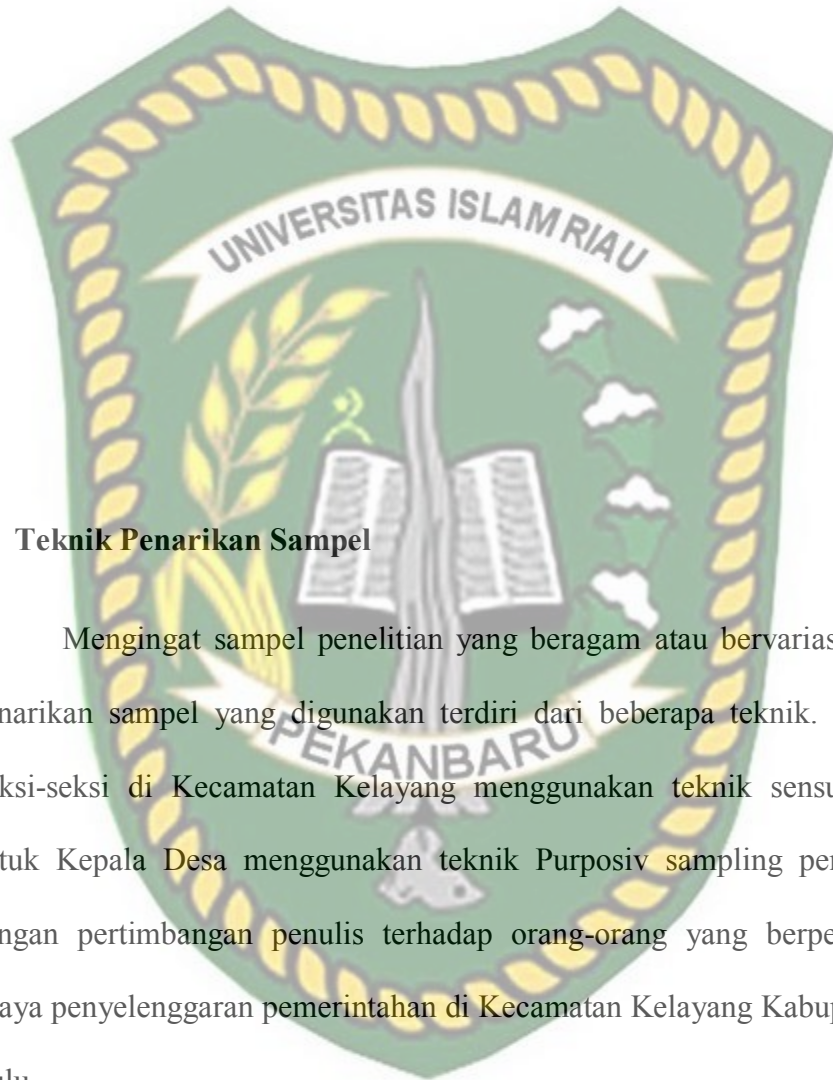 UNIVERSITAS ISLAM RIAU
Teknik Penarikan Sampel
Mengingat sampel penelitian yang beragam atau bervarias
narikan sampel yang digunakan terdiri dari beberapa teknik.
PEKANBARU
ksi-seksi di Kecamatan Kelayang menggunakan teknik sensu
tuk Kepala Desa menggunakan teknik Purposiv sampling per
ngan pertimbangan penulis terhadap orang-orang yang berpe
aya penyelenggaran pemerintahan di Kecamatan Kelayang Kabup